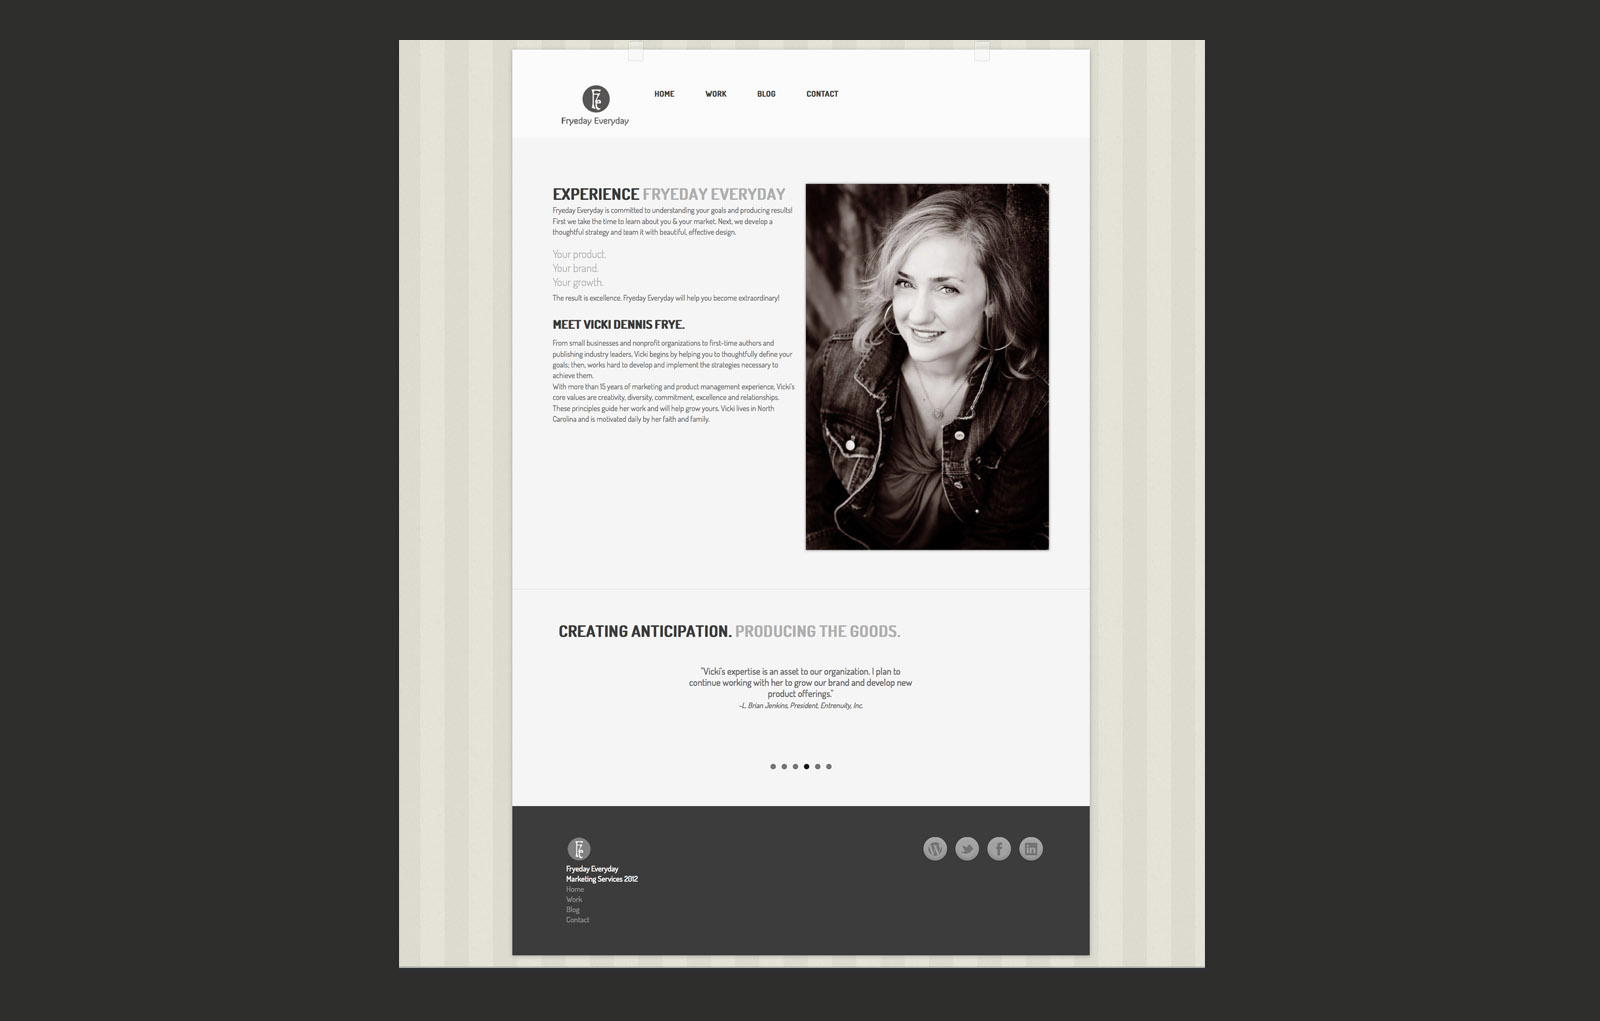 Fryeday Everyday
HOME WORK BLOG CONTACT
EXPERIENCE FRYEDAY EVERYDAY
Fryeday Everyday is committed to understanding your goals and producing results!
First we take the time to learn about you & your market. Next, we develop a
thoughtful strategy and team it with beautiful, effective design.
Your product.
Your brand.
Your growth.
The result is excellence. Fryeday Everyday will help you become extraordinary!
MEET VICKI DENNIS FRYE.
From small businesses and nonprofit organizations to first-time authors and
publishing industry leaders, Vicki begins by helping you to thoughtfully define your
goals; then, works hard to develop and implement the strategies necessary to
achieve them.
With more than 15 years of marketing and product management experience, Vicki's
core values are creativity, diversity, commitment, excellence and relationships.
These principles guide her work and will help grow yours. Vicki lives in North
Carolina and is motivated daily by her faith and family.
CREATING ANTICIPATION. PRODUCING THE GOODS.
"Vicki's expertise is an asset to our organization. I plan to
continue working with her to grow our brand and develop new
product offerings."
-L. Brian Jenkins, President, Entrenuity, Inc.
Fryeday Everyday
Marketing Services 2012
Home
Work
Blog
Contact